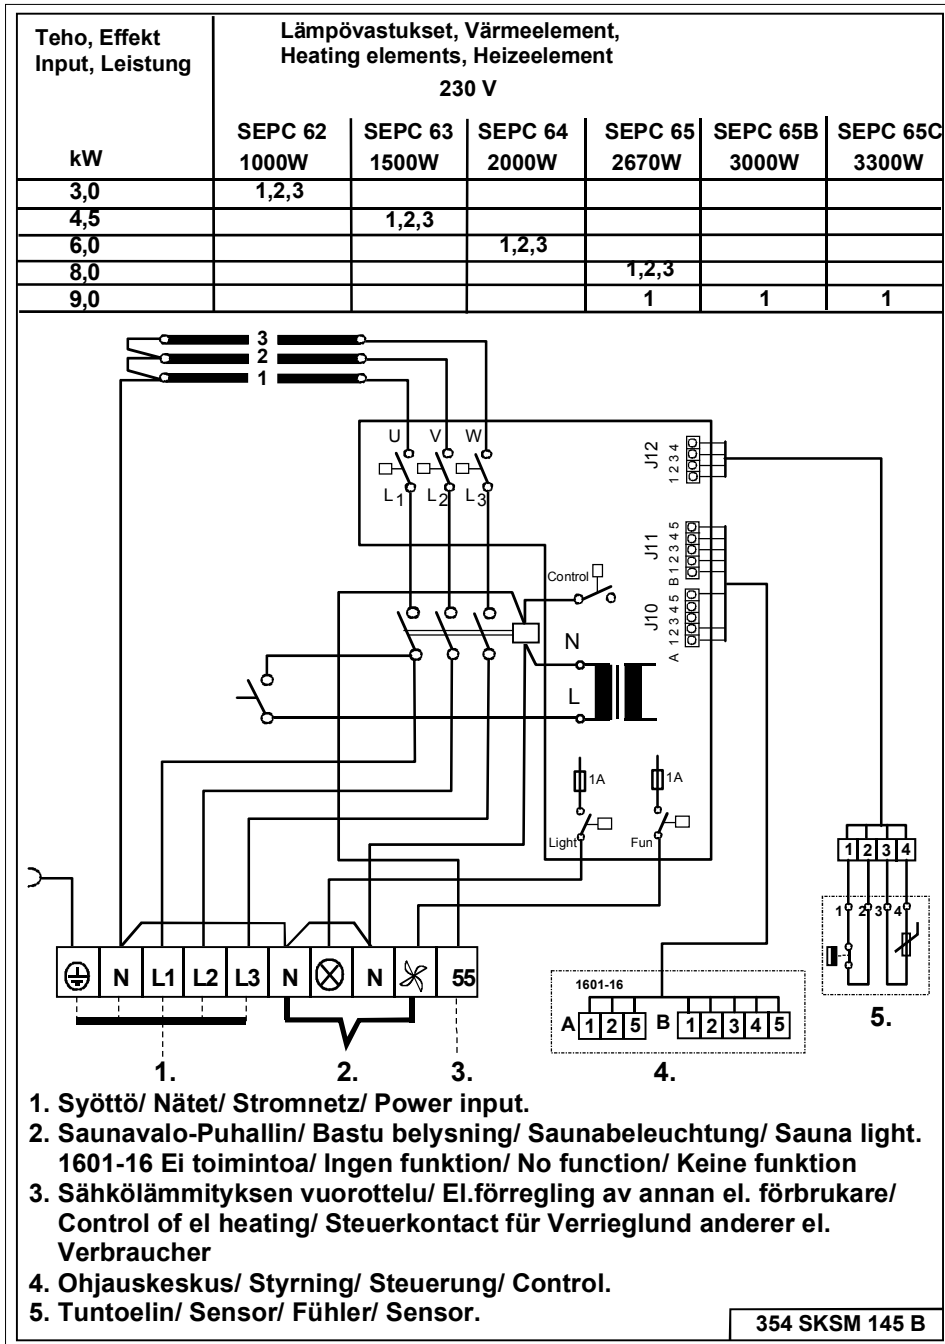 Teho, Effekt
Input, Leistung
Lämpövastukset, Värmeelement,
Heating elements, Heizeelement
230 V
kW
SEPC 62 SEPC 63 SEPC 64 SEPC 65 SEPC 65B SEPC 65C
1000W 1500W 2000W 2670W 3000W 3300W
3,0 1,2,3
4,5 1,2,3
6,0 1,2,3
8,0 1,2,3
9,0 1 1 1
3
2
1
U V W
L1 L2 L3
J12
1 2 3 4
J11
B 1 2 3 4 5
J10
A 1 2 3 4 5
Control
N
L
1A 1A
Light Fun
N L1 L2 L3 N N 55
1. 2. 3.
1601-16
A 1 2 5 B 1 2 3 4 5
4.
1 2 3 4
1 2 3 4
5.
1. Syöttö/ Nätet/ Stromnetz/ Power input.
2. Saunavalo-Puhallin/ Bastu belysning/ Saunabeleuchtung/ Sauna light.
1601-16 Ei toimintoa/ Ingen funktion/ No function/ Keine funktion
3. Sähkölämmityksen vuorottelu/ El.förregling av annan el. förbrukare/
Control of el heating/ Steuerkontact für Verrieglund anderer el.
Verbraucher
4. Ohjauskeskus/ Styrning/ Steuerung/ Control.
5. Tuntoelin/ Sensor/ Fühler/ Sensor.
354 SKSM 145 B